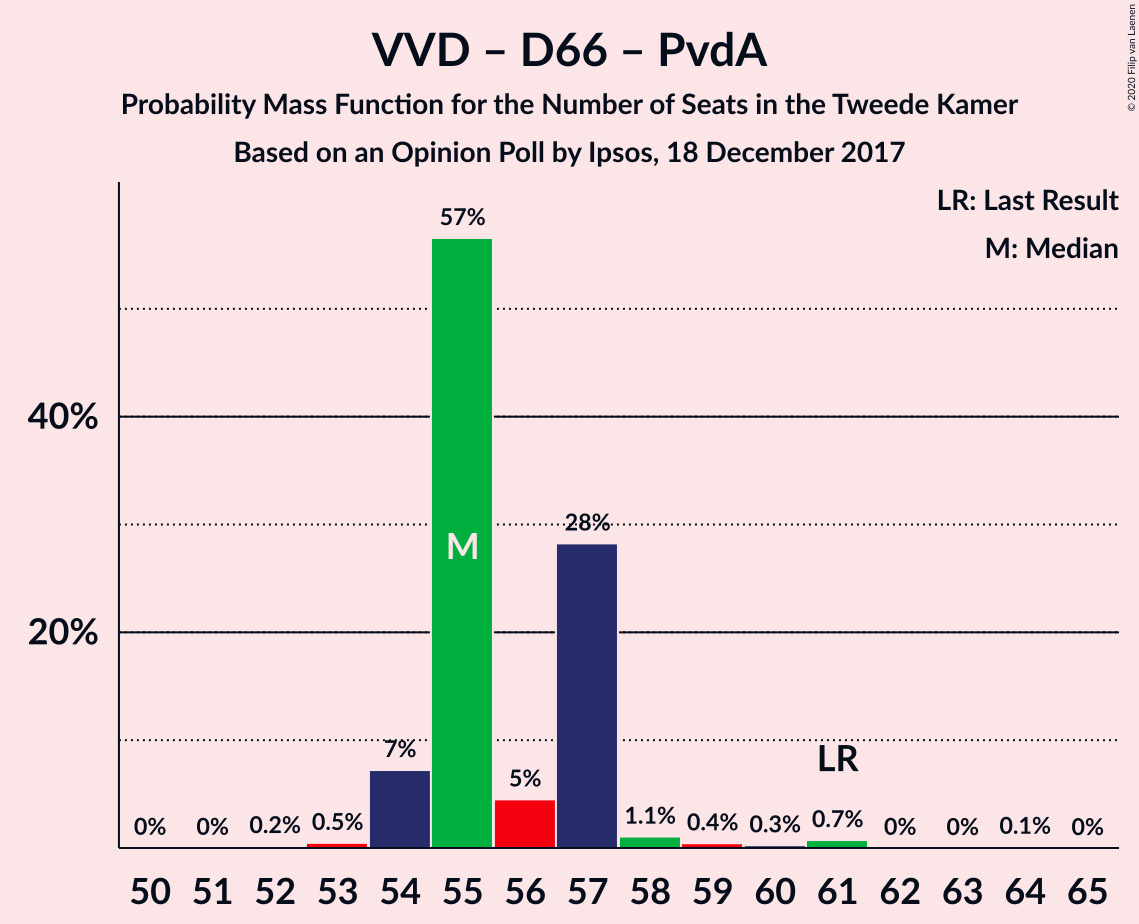 VVD – D66 – PvdA
Probability Mass Function for the Number of Seats in the Tweede Kamer
Based on an Opinion Poll by Ipsos, 18 December 2017
© 2020 Filip van Laenen
LR: Last Result
M: Median
40%
20%
0%
0%
0.2%
0.5%
7%
57%
M
5%
28%
1.1%
0.4%
0.3%
0.7%
LR
0%
0%
0.1%
0%
50 51 52 53 54 55 56 57 58 59 60 61 62 63 64 65